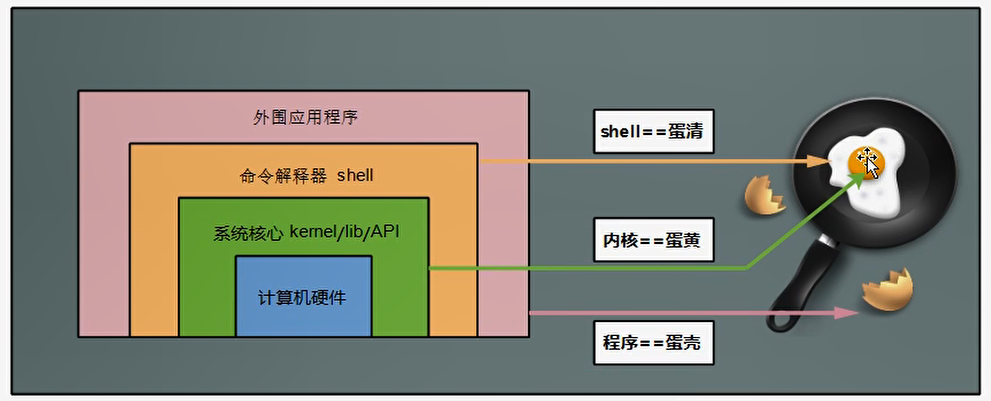 外围应用程序
命令解释器 shell
系统核心 kernel/lib/API
计算机硬件
shell==蛋清
内核==蛋黄
程序==蛋壳